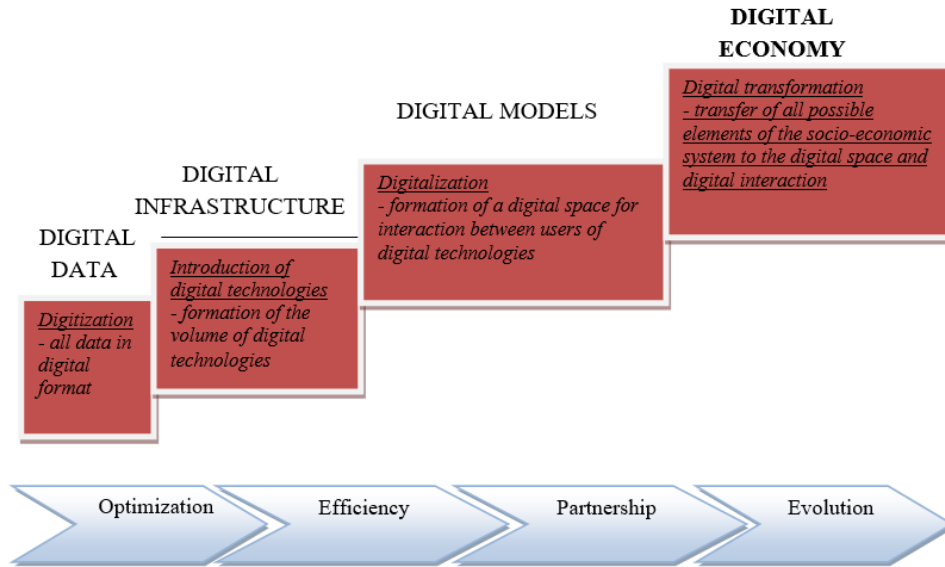 DIGITAL
ECONOMY
Digital transformation
- transfer of all possible
elements of the socio-economic
system to the digital space and
digital interaction
DIGITAL MODELS
Digitalization
- formation of a digital space for
interaction between users of
digital technologies
DIGITAL
INFRASTRUCTURE
Introduction of
digital technologies
- formation of the
volume of digital
technologies
DIGITAL
DATA
Digitization
- all data in
digital
format
Optimization
Efficiency
Partnership
Evolution